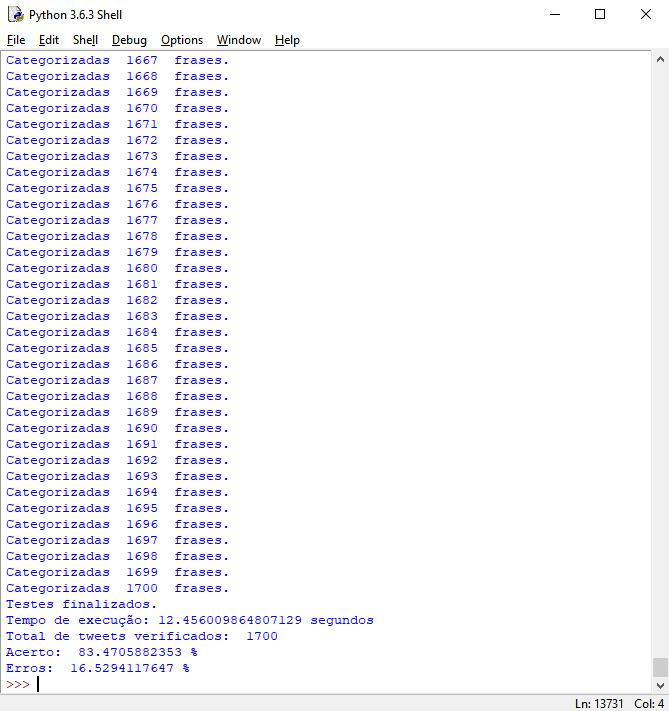 Python 3.6.3 Shell
File Edit Shell Debug Options Window Help
Categorizadas 1667 frases.
Categorizadas 1668 frases.
Categorizadas 1669 frases.
Categorizadas 1670 frases.
Categorizadas 1671 frases.
Categorizadas 1672 frases.
Categorizadas 1673 frases.
Categorizadas 1674 frases.
Categorizadas 1675 frases.
Categorizadas 1676 frases.
Categorizadas 1677 frases.
Categorizadas 1678 frases.
Categorizadas 1679 frases.
Categorizadas 1680 frases.
Categorizadas 1681 frases.
Categorizadas 1682 frases.
Categorizadas 1683 frases.
Categorizadas 1684 frases.
Categorizadas 1685 frases.
Categorizadas 1686 frases.
Categorizadas 1687 frases.
Categorizadas 1688 frases.
Categorizadas 1689 frases.
Categorizadas 1690 frases.
Categorizadas 1691 frases.
Categorizadas 1692 frases.
Categorizadas 1693 frases.
Categorizadas 1694 frases.
Categorizadas 1695 frases.
Categorizadas 1696 frases.
Categorizadas 1697 frases.
Categorizadas 1698 frases.
Categorizadas 1699 frases.
Categorizadas 1700 frases.
Testes finalizados.
Tempo de execução: 12.456009864807129 segundos
Total de tweets verificados: 1700
Acerto: 83.4705882353 %
Erros: 16.5294117647 %
>>>
Ln: 13731 Col: 4